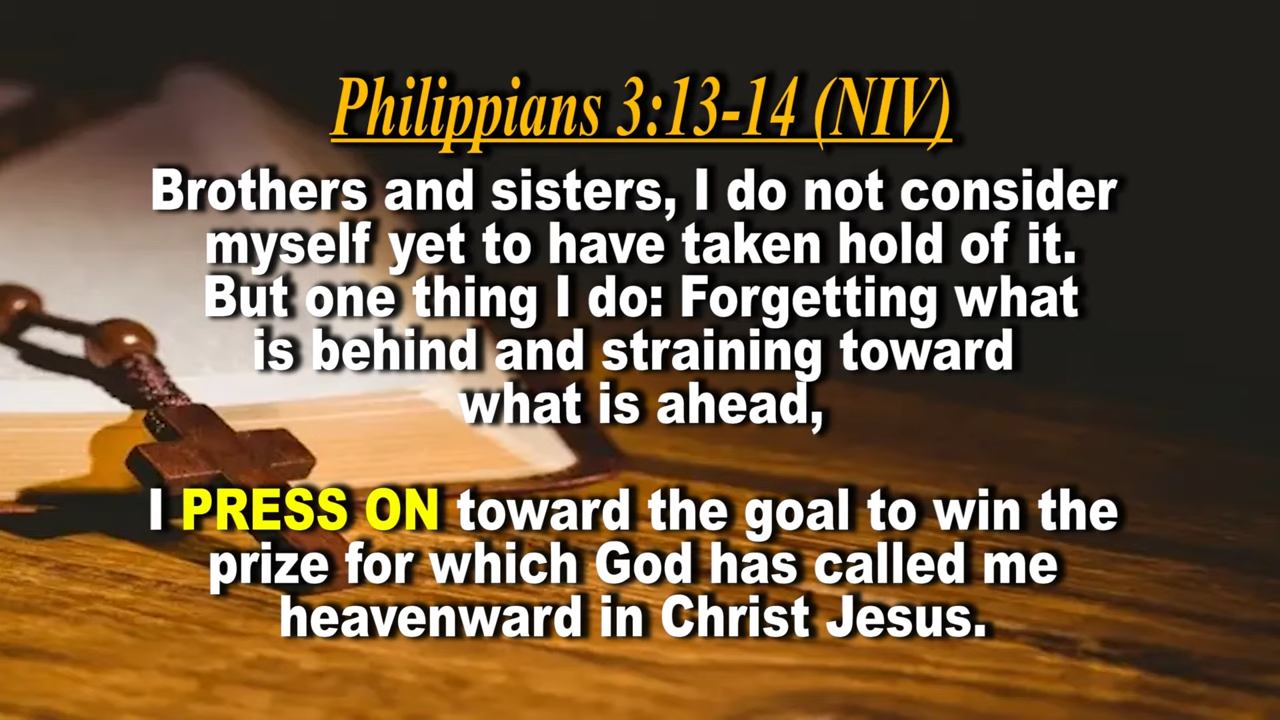 Philippians 3:13-14 (NIV)
Brothers and sisters, I do not consider
myself yet to have taken hold of it.
But one thing I do: Forgetting what
is behind and straining toward
what is ahead,
I PRESS ON toward the goal to win the
prize for which God has called me
heavenward in Christ Jesus.